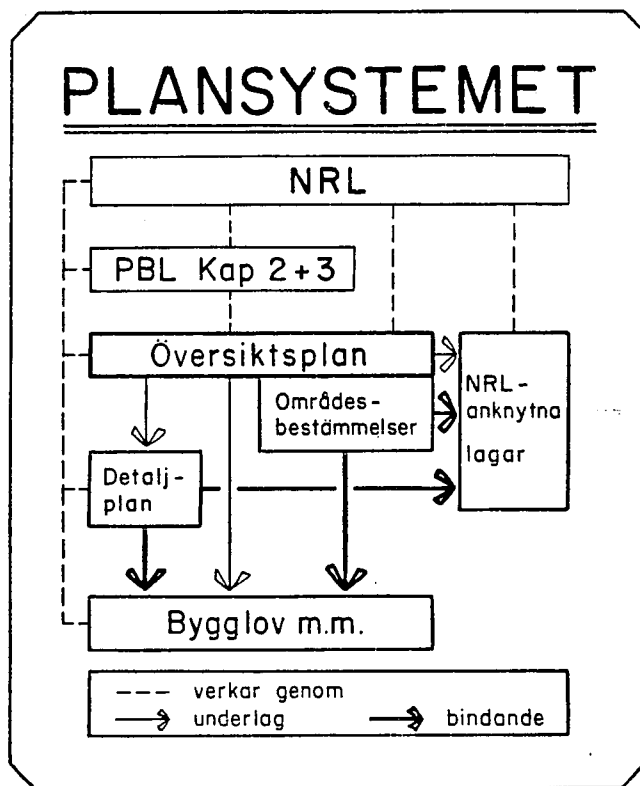 PLANSYSTEMET
NRL
PBL Kap 2+3
Översiktsplan
Områdes-
bestämmelser
NRL-
anknytna
lagar
Detalj-
plan
Bygglov m.m.
verkar genom
underlag
bindande